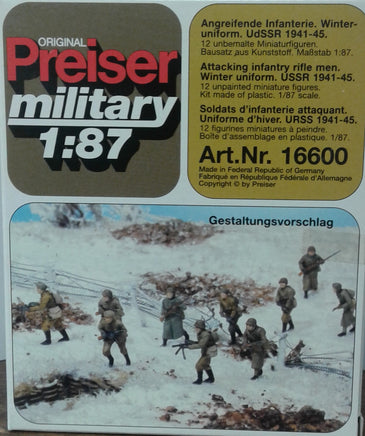 ORIGINAL
Preiser
military
1:87
Angreifende Infanterie. Winter-
uniform. UdSSR 1941-45.
12 unbemalte Miniaturfiguren.
Bausatz aus Kunststoff. Maßstab 1:87.
Attacking infantry rifle men.
Winter uniform. USSR 1941-45.
12 unpainted miniature figures.
Kit made of plastic. 1/87 scale.
Soldats d'infanterie attaquant.
Uniforme d'hiver. URSS 1941-45.
12 figurines miniatures à peindre.
Boîte d'assemblage en plastique. 1/87.
Art.Nr. 16600
Made in Federal Republic of Germany
Fabriqué en République Fédérale d'Allemagne
Copyright © by Preiser
Gestaltungsvorschlag